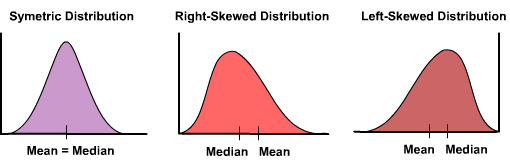 Symetric Distribution
Right-Skewed Distribution
Left-Skewed Distribution
Mean = Median
Median Mean
Mean Median